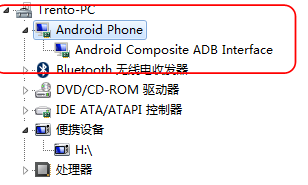 Trento-PC
Android Phone
Android Composite ADB Interface
Bluetooth 无线电收发器
DVD/CD-ROM 驱动器
IDE ATA/ATAPI 控制器
便携设备
H:\
处理器